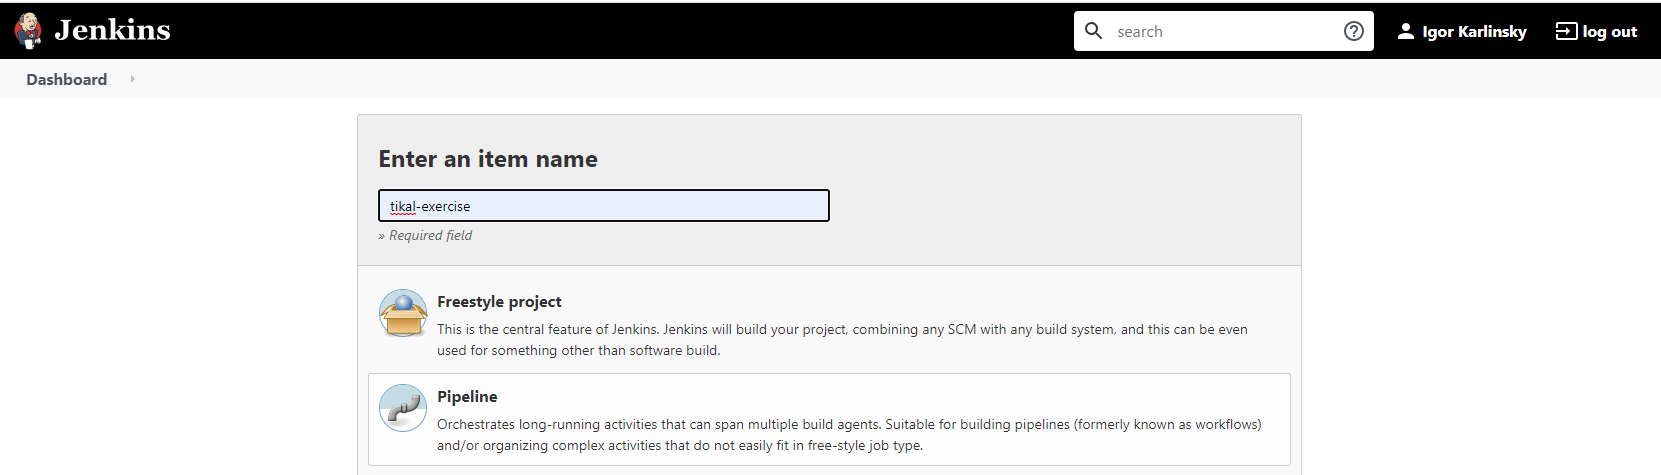 Jenkins
search
Igor Karlinsky
log out
Dashboard
Enter an item name
tikal-exercise
» Required field
Freestyle project
This is the central feature of Jenkins. Jenkins will build your project, combining any SCM with any build system, and this can be even
used for something other than software build.
Pipeline
Orchestrates long-running activities that can span multiple build agents. Suitable for building pipelines (formerly known as workflows)
and/or organizing complex activities that do not easily fit in free-style job type.